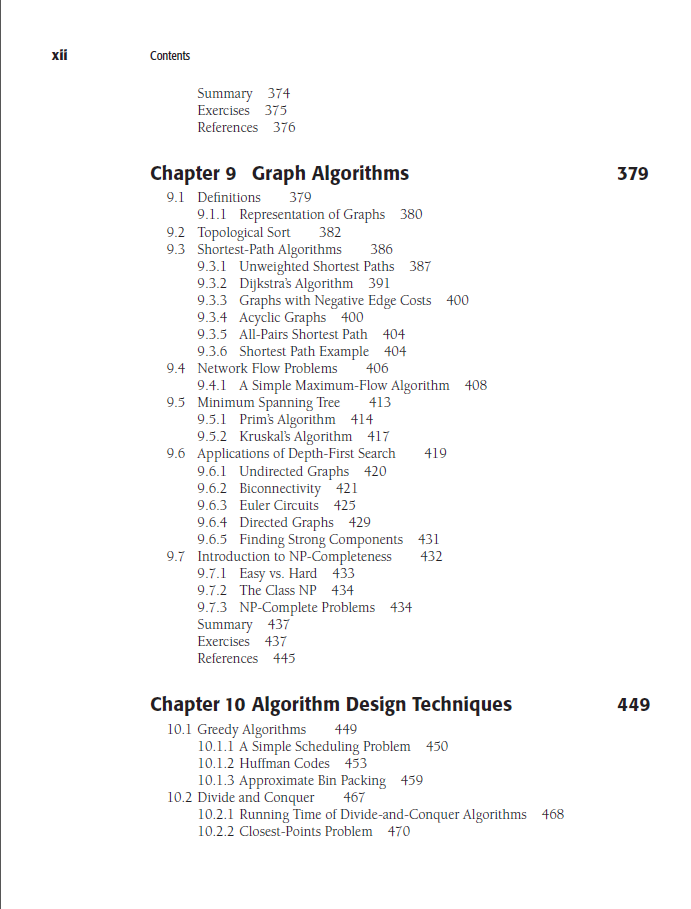 xii Contents
Summary 374
Exercises 375
References 376
Chapter 9 Graph Algorithms 379
9.1 Definitions 379
9.1.1 Representation of Graphs 380
9.2 Topological Sort 382
9.3 Shortest-Path Algorithms 386
9.3.1 Unweighted Shortest Paths 387
9.3.2 Dijkstra's Algorithm 391
9.3.3 Graphs with Negative Edge Costs 400
9.3.4 Acyclic Graphs 400
9.3.5 All-Pairs Shortest Path 404
9.3.6 Shortest Path Example 404
9.4 Network Flow Problems 406
9.4.1 A Simple Maximum-Flow Algorithm 408
9.5 Minimum Spanning Tree 413
9.5.1 Prim's Algorithm 414
9.5.2 Kruskal's Algorithm 417
9.6 Applications of Depth-First Search 419
9.6.1 Undirected Graphs 420
9.6.2 Biconnectivity 421
9.6.3 Euler Circuits 425
9.6.4 Directed Graphs 429
9.6.5 Finding Strong Components 431
9.7 Introduction to NP-Completeness 432
9.7.1 Easy vs. Hard 433
9.7.2 The Class NP 434
9.7.3 NP-Complete Problems 434
Summary 437
Exercises 437
References 445
Chapter 10 Algorithm Design Techniques 449
10.1 Greedy Algorithms 449
10.1.1 A Simple Scheduling Problem 450
10.1.2 Huffman Codes 453
10.1.3 Approximate Bin Packing 459
10.2 Divide and Conquer 467
10.2.1 Running Time of Divide-and-Conquer Algorithms 468
10.2.2 Closest-Points Problem 470